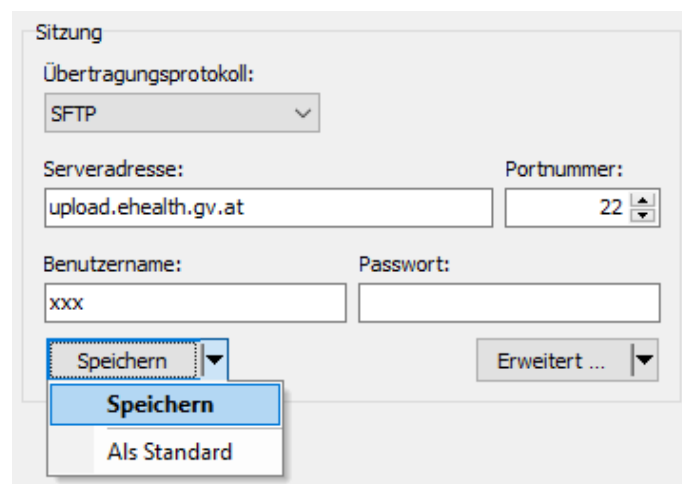 Sitzung
Übertragungsprotokoll:
SFTP
Serveradresse: Portnummer:
upload.ehealth.gv.at 22
Benutzername: Passwort:
xxx
Speichern Erweitert ...
Speichern
Als Standard